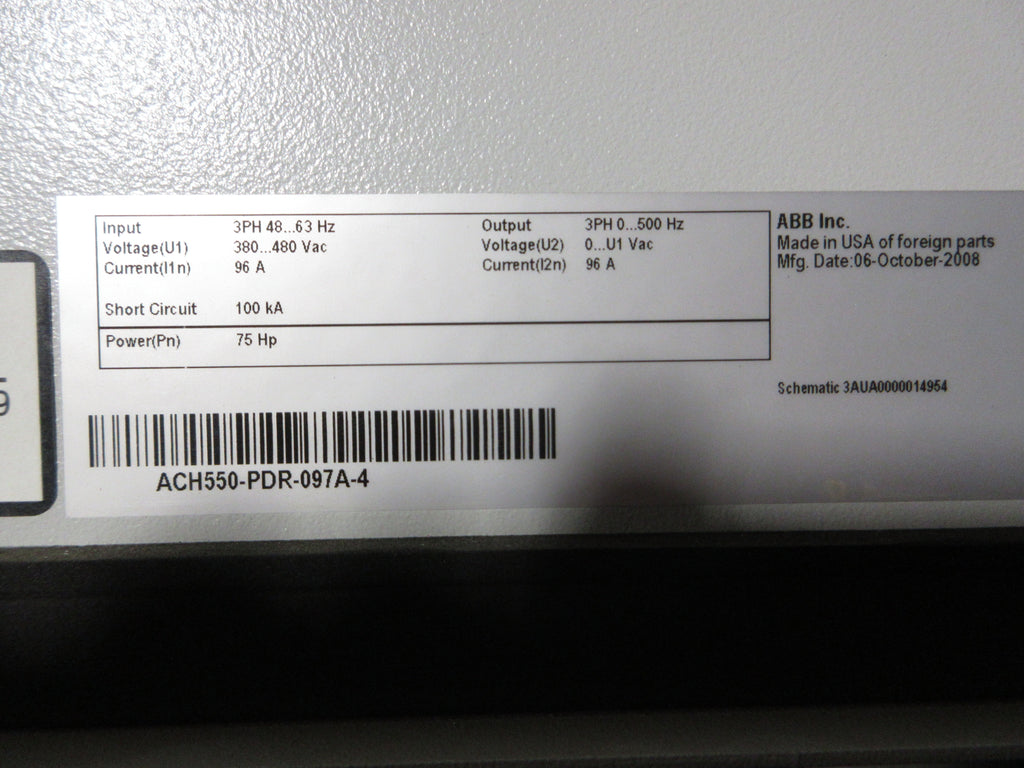 Input 3PH 48...63 Hz Output 3PH 0...500 Hz
Voltage(U1) 380...480 Vac Voltage(U2) 0...U1 Vac
Current(I1n) 96 A Current(I2n) 96 A
Short Circuit 100 kA
Power(Pn) 75 Hp
ABB Inc.
Made in USA of foreign parts
Mfg. Date:06-October-2008
Schematic 3AUA0000014954
ACH550-PDR-097A-4